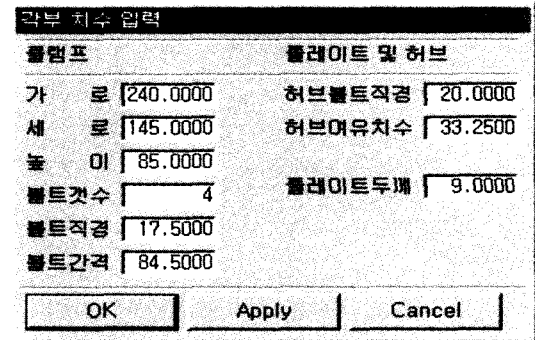 각부 치수 입력
클램프 플레이트 및 허브
가 로 240.0000 허브볼트직경 20.0000
세 로 145.0000 허브여유치수 33.2500
높 이 85.0000
볼트갯수 4 플레이트두께 9.0000
볼트직경 17.5000
볼트간격 84.5000
OK Apply Cancel